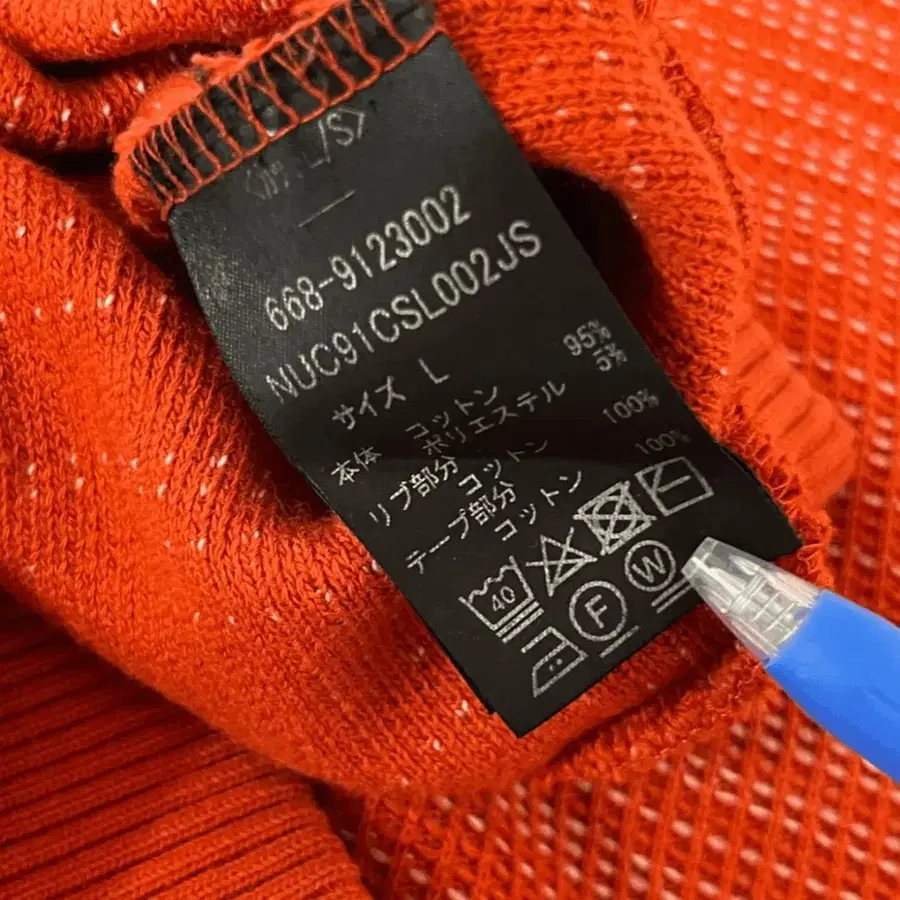 668-9123002
NUC91CSL002JS
サイズ L
本体 コットン 95%
ポリエステル 5%
リブ部分
コットン 100%
テープ部分
コットン 100%
40
F W